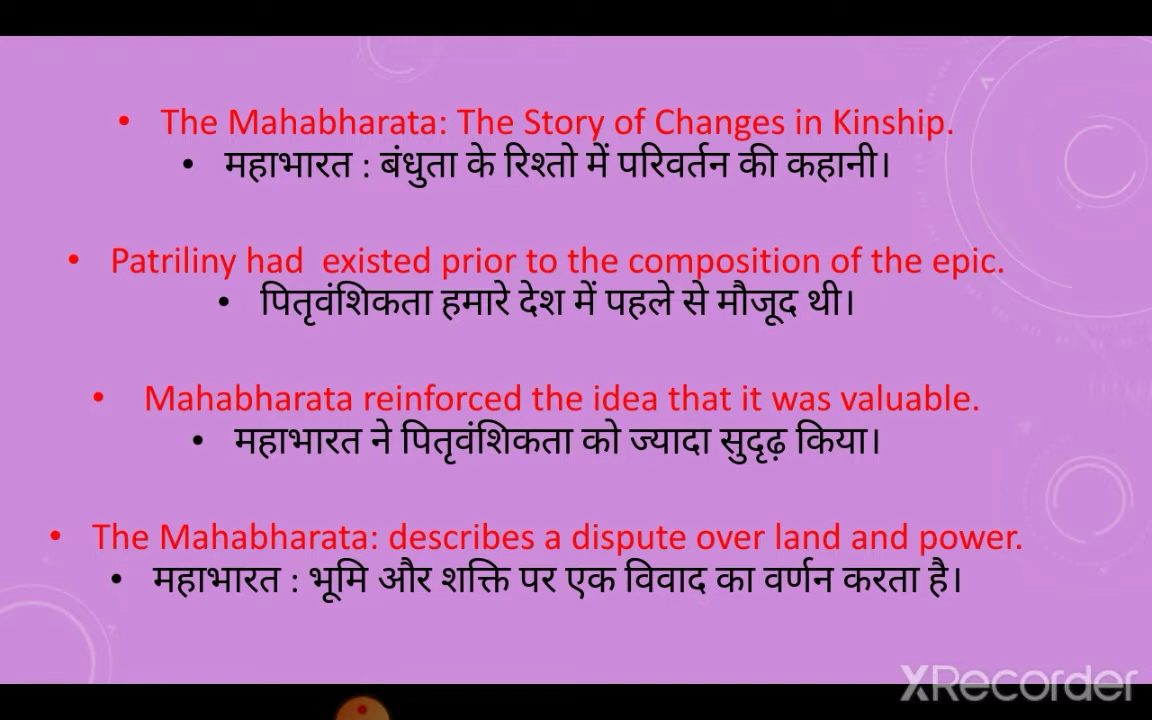 • The Mahabharata: The Story of Changes in Kinship.
• महाभारत : बंधुता के रिश्तो में परिवर्तन की कहानी।
• Patriliny had  existed prior to the composition of the epic.
• पितृवंशिकता हमारे देश में पहले से मौजूद थी।
• Mahabharata reinforced the idea that it was valuable.
• महाभारत ने पितृवंशिकता को ज्यादा सुदृढ़ किया।
• The Mahabharata: describes a dispute over land and power.
• महाभारत : भूमि और शक्ति पर एक विवाद का वर्णन करता है।
XRecorder